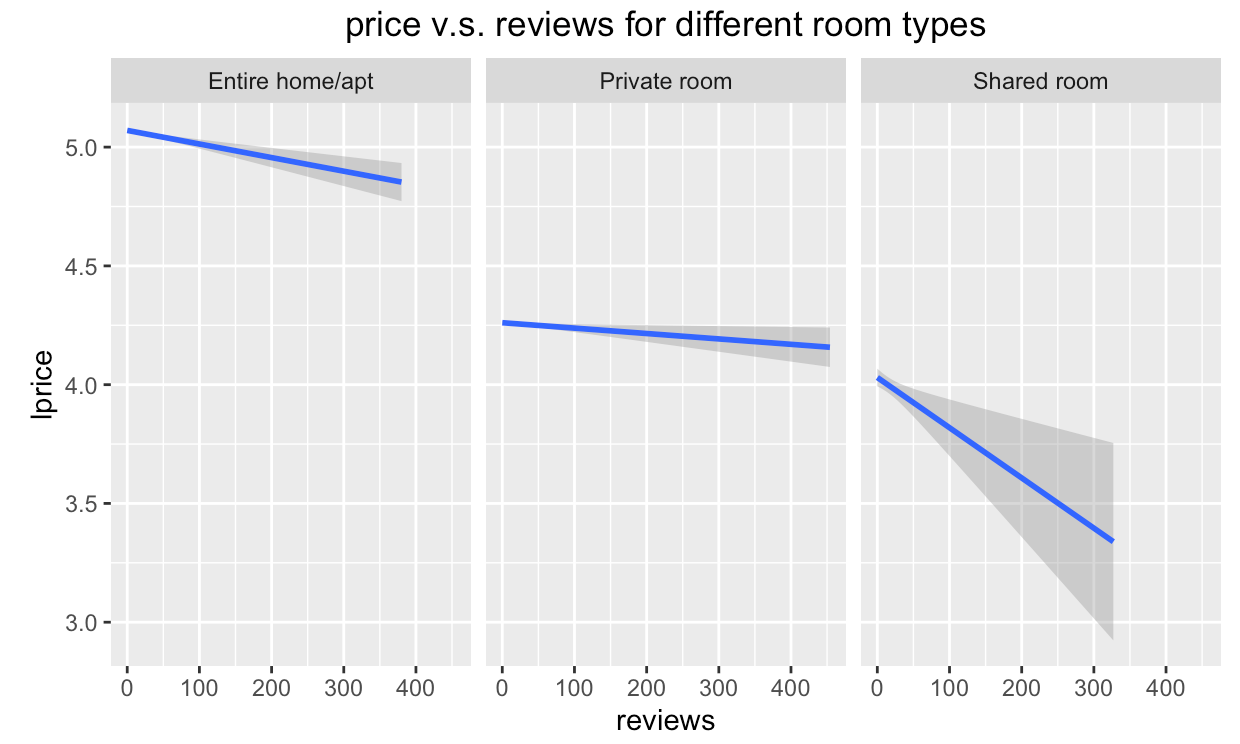 price v.s. reviews for different room types
Entire home/apt Private room Shared room
5.0
4.5
4.0
3.5
3.0
lprice
0 100 200 300 400 0 100 200 300 400 0 100 200 300 400
reviews